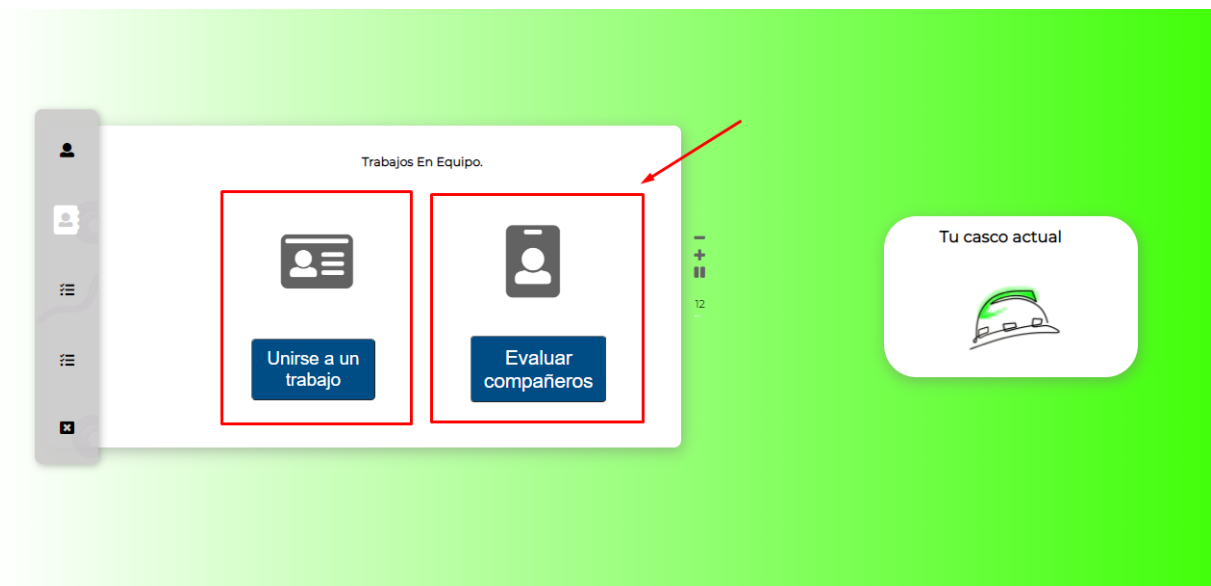 Trabajos En Equipo.
Unirse a un
trabajo
Evaluar
compañeros
12
Tu casco actual